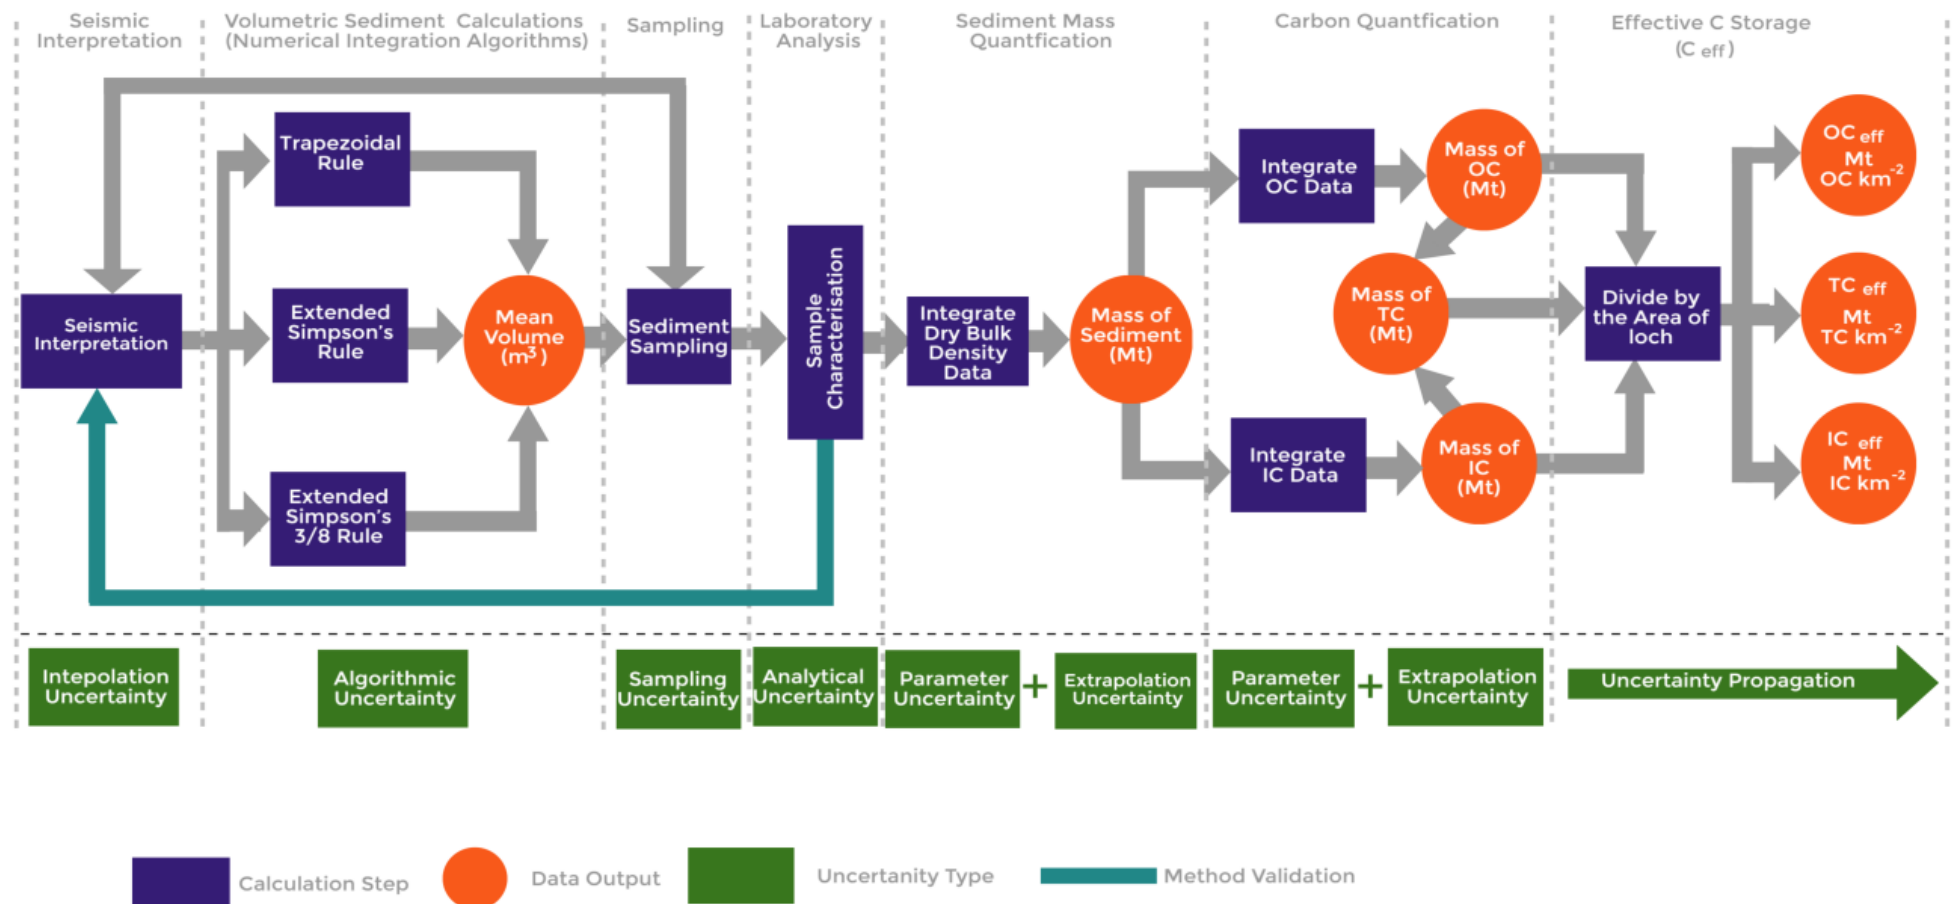 Seismic
Interpretation
Volumetric Sediment Calculations
(Numerical Integration Algorithms)
Sampling
Laboratory
Analysis
Sediment Mass
Quantfication
Carbon Quantfication
Effective C Storage
(C eff)
Seismic
Interpretation
Trapezoidal
Rule
Extended
Simpson's
Rule
Extended
Simpson's
3/8 Rule
Mean
Volume
(m³)
Sediment
Sampling
Sample
Characterisation
Integrate
Dry Bulk
Density
Data
Mass of
Sediment
(Mt)
Integrate
OC Data
Mass of
OC
(Mt)
Mass of
TC
(Mt)
Integrate
IC Data
Mass of
IC
(Mt)
Divide by
the Area of
loch
OC eff
Mt
OC km⁻²
TC eff
Mt
TC km⁻²
IC eff
Mt
IC km⁻²
Intepolation
Uncertainty
Algorithmic
Uncertainty
Sampling
Uncertainty
Analytical
Uncertainty
Parameter
Uncertainty
+
Extrapolation
Uncertainty
Parameter
Uncertainty
+
Extrapolation
Uncertainty
Uncertainty Propagation
Calculation Step
Data Output
Uncertanity Type
Method Validation